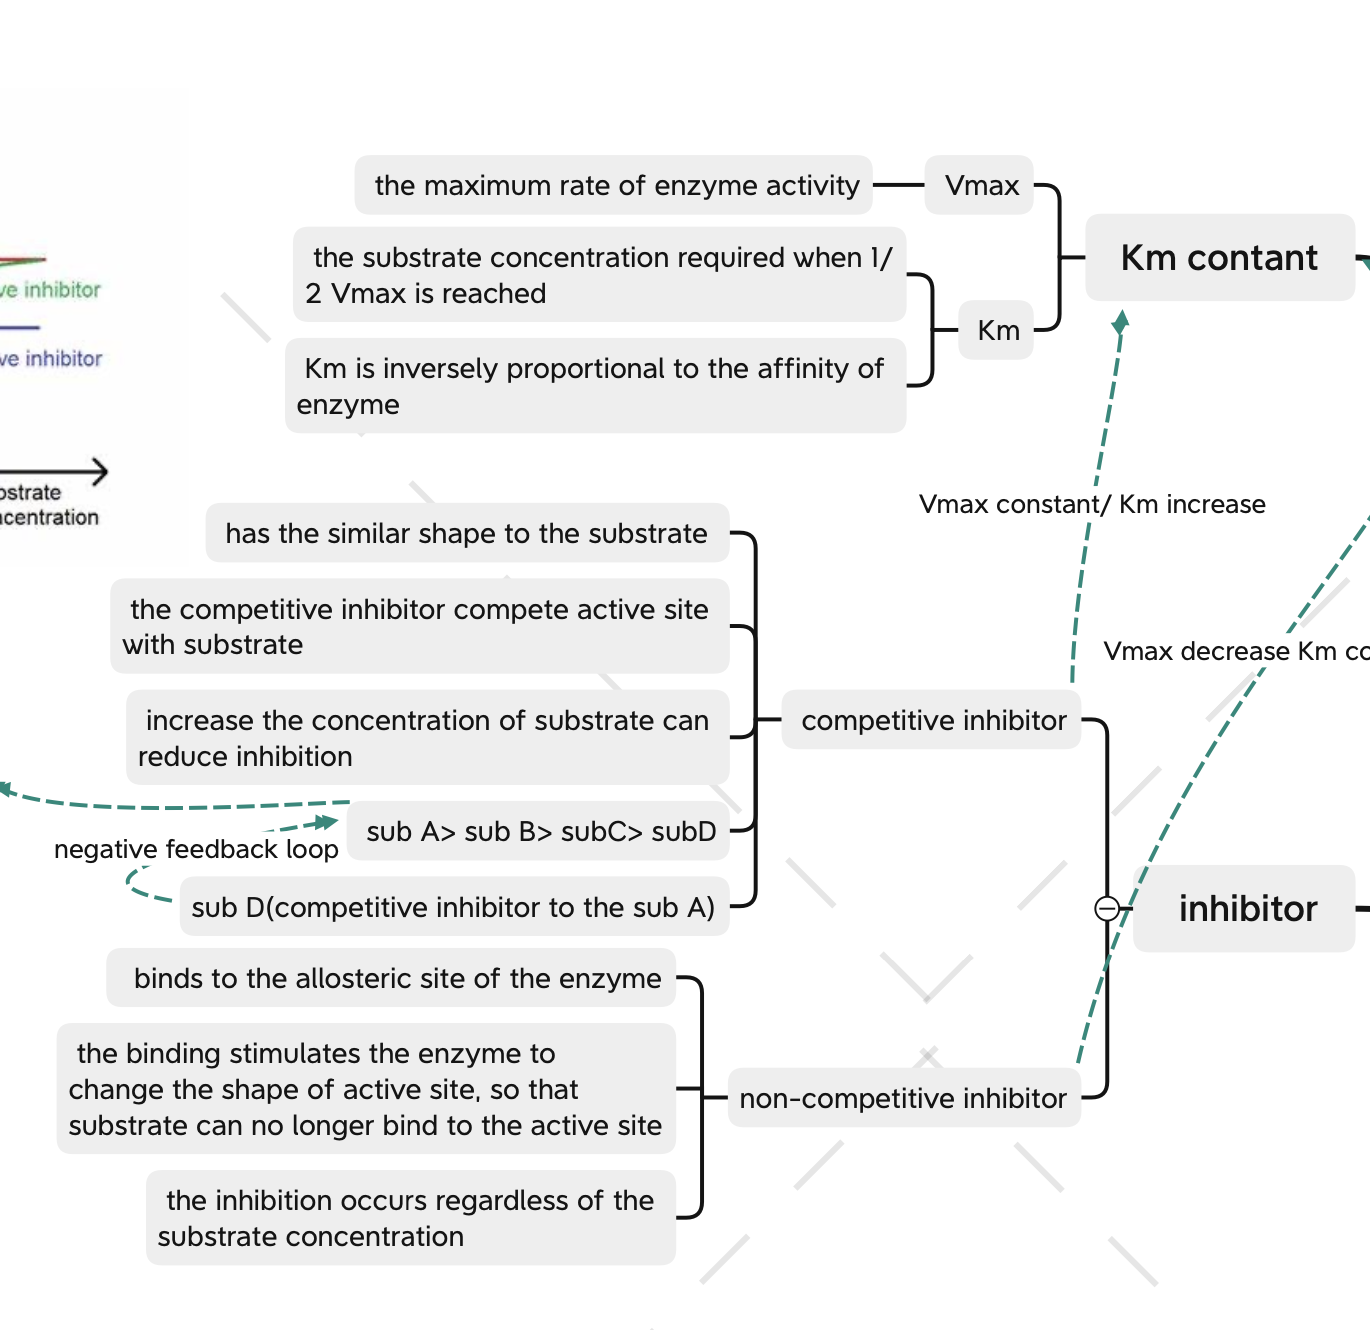 the maximum rate of enzyme activity
Vmax
the substrate concentration required when 1/
2 Vmax is reached
Km contant
inhibitor
Km
inhibitor
Km is inversely proportional to the affinity of
enzyme
concentration
Vmax constant/ Km increase
has the similar shape to the substrate
the competitive inhibitor compete active site
with substrate
Vmax decrease Km
increase the concentration of substrate can
reduce inhibition
competitive inhibitor
sub A> sub B> subC> subD
negative feedback loop
sub D(competitive inhibitor to the sub A)
inhibitor
binds to the allosteric site of the enzyme
the binding stimulates the enzyme to
change the shape of active site, so that
substrate can no longer bind to the active site
non-competitive inhibitor
the inhibition occurs regardless of the
substrate concentration